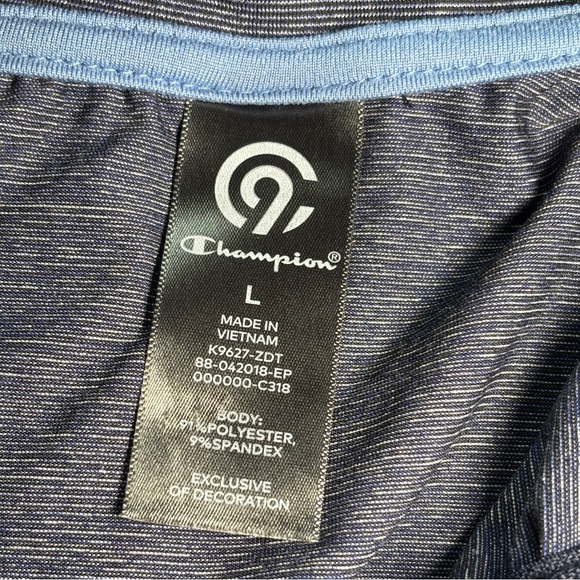 C9
Champion®
L
MADE IN
VIETNAM
K9627-ZDT
88-042018-EP
000000-C318
BODY:
91%POLYESTER,
9%SPANDEX
EXCLUSIVE
OF DECORATION